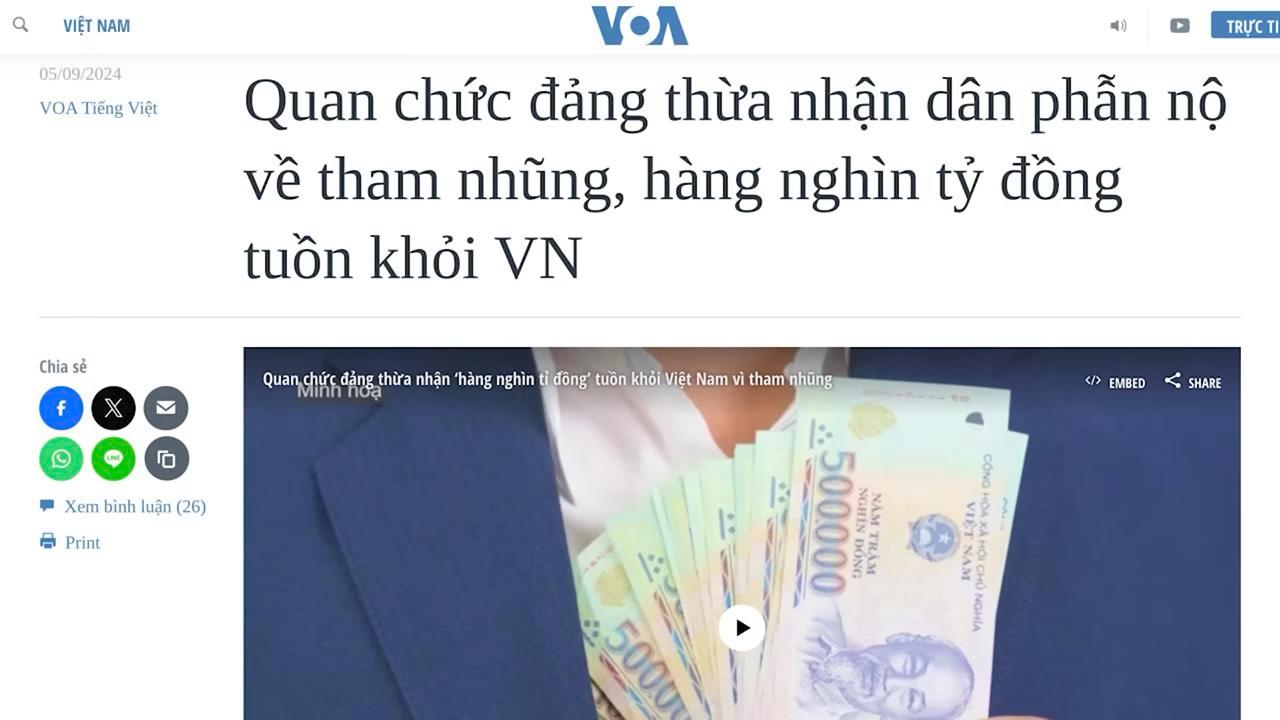 VIỆT NAM
VOA
TRỰC TI
05/09/2024
VOA Tiếng Việt
Quan chức đảng thừa nhận dân phẫn nộ
về tham nhũng, hàng nghìn tỷ đồng
tuồn khỏi VN
Chia sẻ
LINE
Xem bình luận (26)
Print
Quan chức đảng thừa nhận ‘hàng nghìn tỉ đồng’ tuồn khỏi Việt Nam vì tham nhũng
Minh hoạ
EMBED
SHARE
CỘNG HÒA XÃ HỘI CHỦ NGHĨA
VIỆT NAM
NĂM TRĂM
NGHÌN ĐỒNG
500000
50000